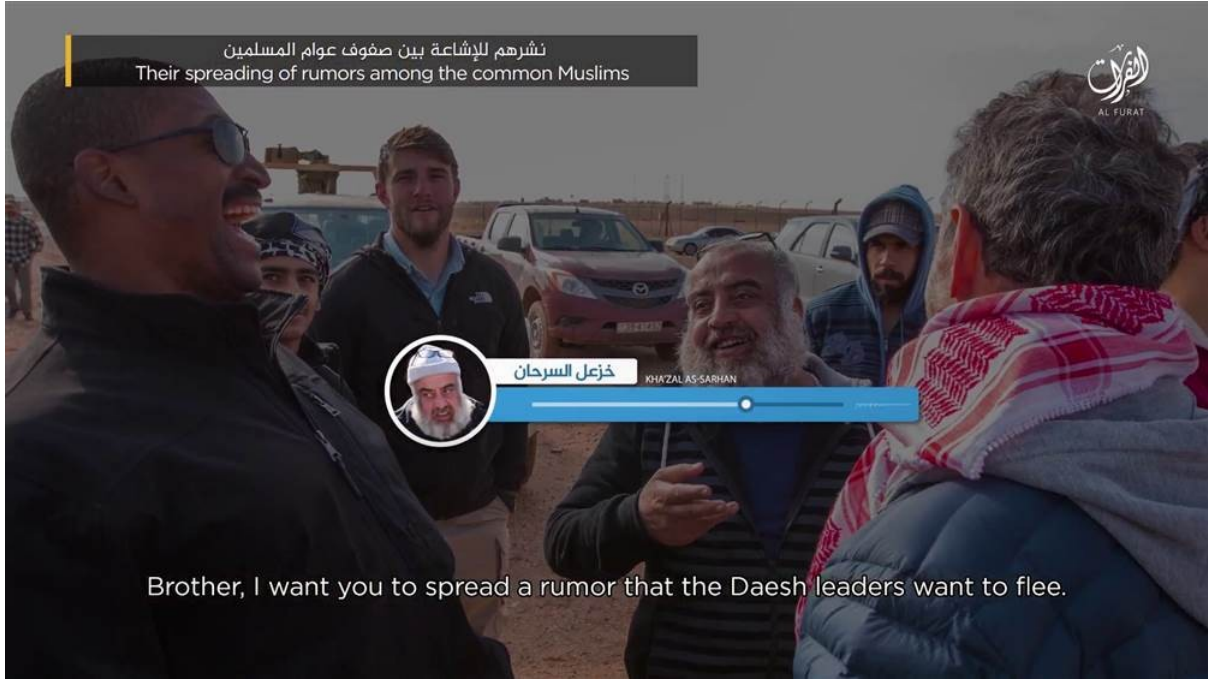 نشرهم للإشاعة بين صفوف عوام المسلمين
Their spreading of rumors among the common Muslims
الفرات
AL FURAT
خزعل السرحان
KHA'ZAL AS-SARHAN
Brother, I want you to spread a rumor that the Daesh leaders want to flee.